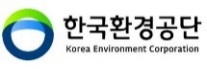 한국환경공단
Korea Environment Corporation